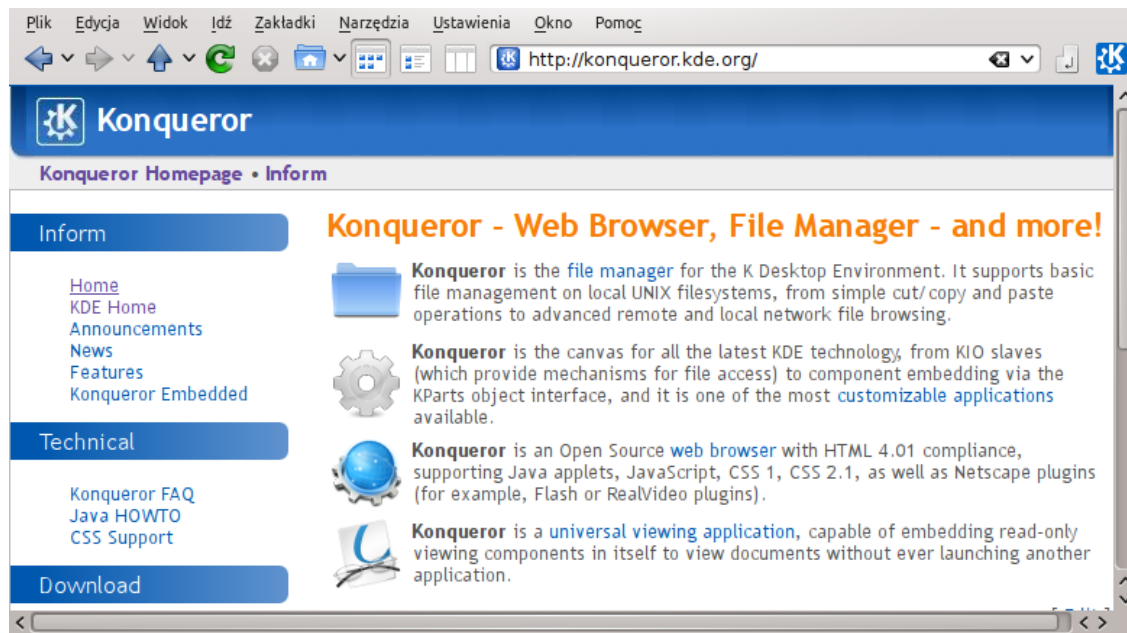 Plik Edycja Widok Idź Zakładki Narzędzia Ustawienia Okno Pomoc
http://konqueror.kde.org/
Konqueror
Konqueror Homepage • Inform
Inform
Home
KDE Home
Announcements
News
Features
Konqueror Embedded
Technical
Konqueror FAQ
Java HOWTO
CSS Support
Download
Konqueror - Web Browser, File Manager - and more!
Konqueror is the file manager for the K Desktop Environment. It supports basic
file management on local UNIX filesystems, from simple cut/copy and paste
operations to advanced remote and local network file browsing.
Konqueror is the canvas for all the latest KDE technology, from KIO slaves
(which provide mechanisms for file access) to component embedding via the
KParts object interface, and it is one of the most customizable applications
available.
Konqueror is an Open Source web browser with HTML 4.01 compliance,
supporting Java applets, JavaScript, CSS 1, CSS 2.1, as well as Netscape plugins
(for example, Flash or RealVideo plugins).
Konqueror is a universal viewing application, capable of embedding read-only
viewing components in itself to view documents without ever launching another
application.